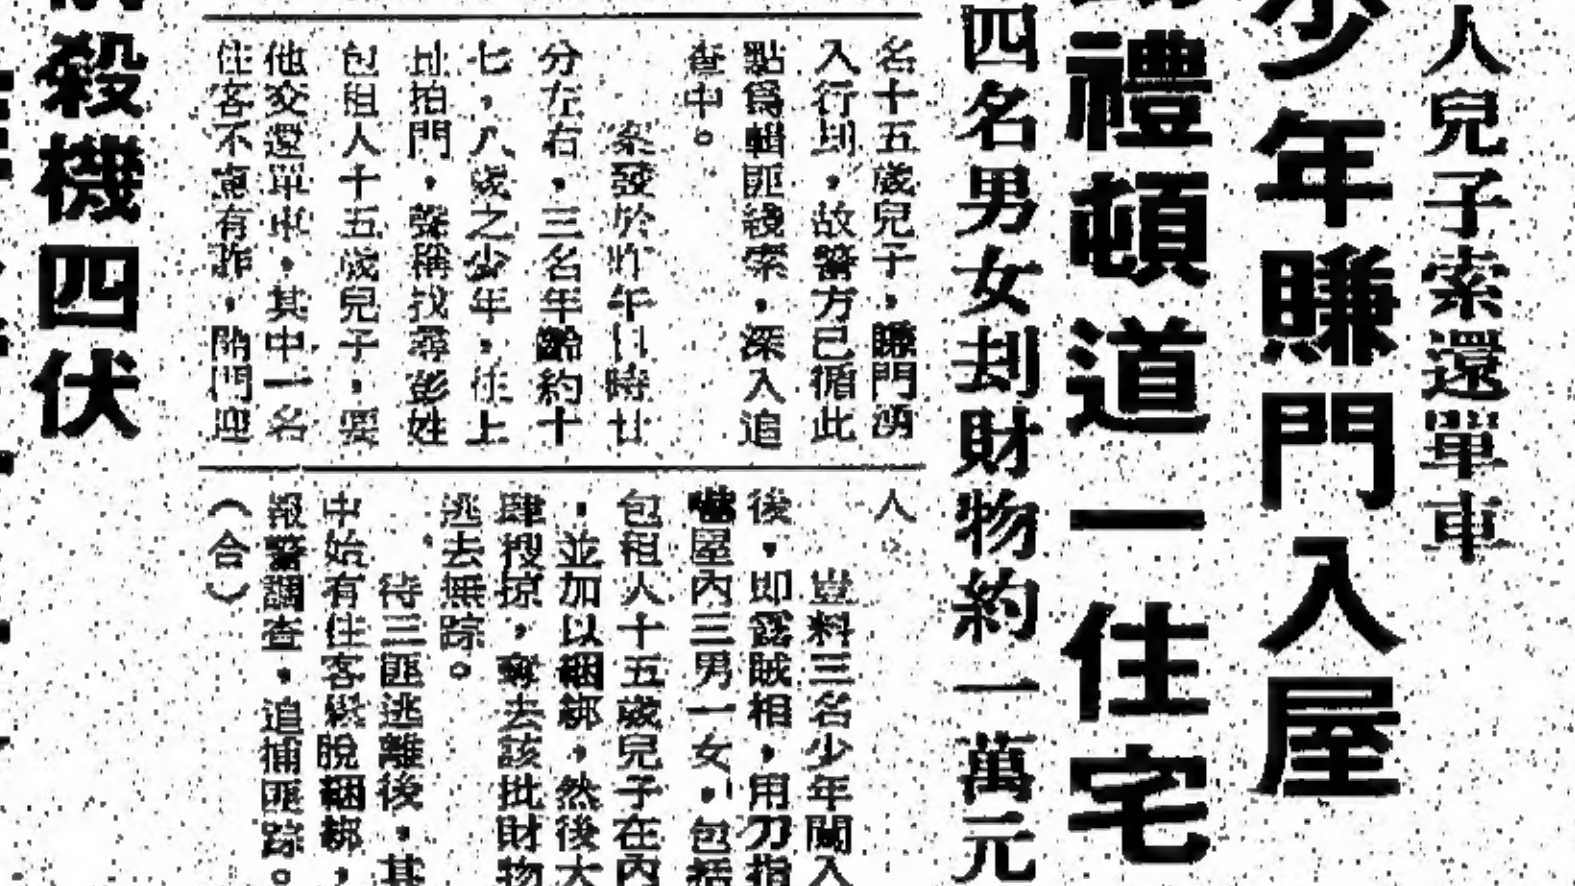 人兒子索還單車
少年賺門入屋
禮頓道一住宅
四名男女刦財物約一萬元
名十五歲兒子，賺門湧
入行刦，故警方已循此
點爲輯匪綫索，深入追
查中。
案發於昨午 時廿
分左右，三名年齡約十
七，八歲之少年，往上
址拍門，聲稱找尋彭姓
包租人十五歲兒子，要
他交還單車，其中一名
住客不虞有詐，開門迎
人。
豈料三名少年闖入
後，即露賊相，用刀指
嚇屋內三男一女，包括
包租人十五歲兒子在內
，並加以綑綁，然後大
肆搜掠，奪去該批財物
逃去無踪。
待三匪逃離後，其
中始有住客 脫綑綁，
報警調查，追捕匪踪。
（合）
殺機四伏